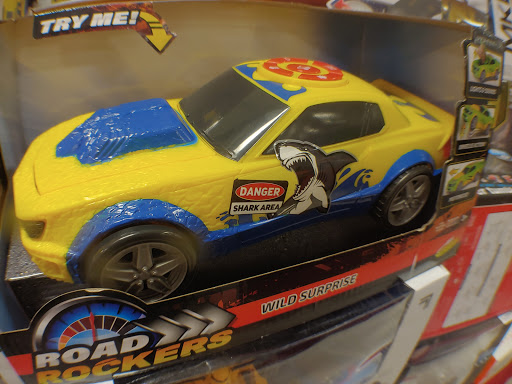 TRY ME!
DANGER
SHARK AREA
WILD SURPRISE
ROAD
ROCKERS